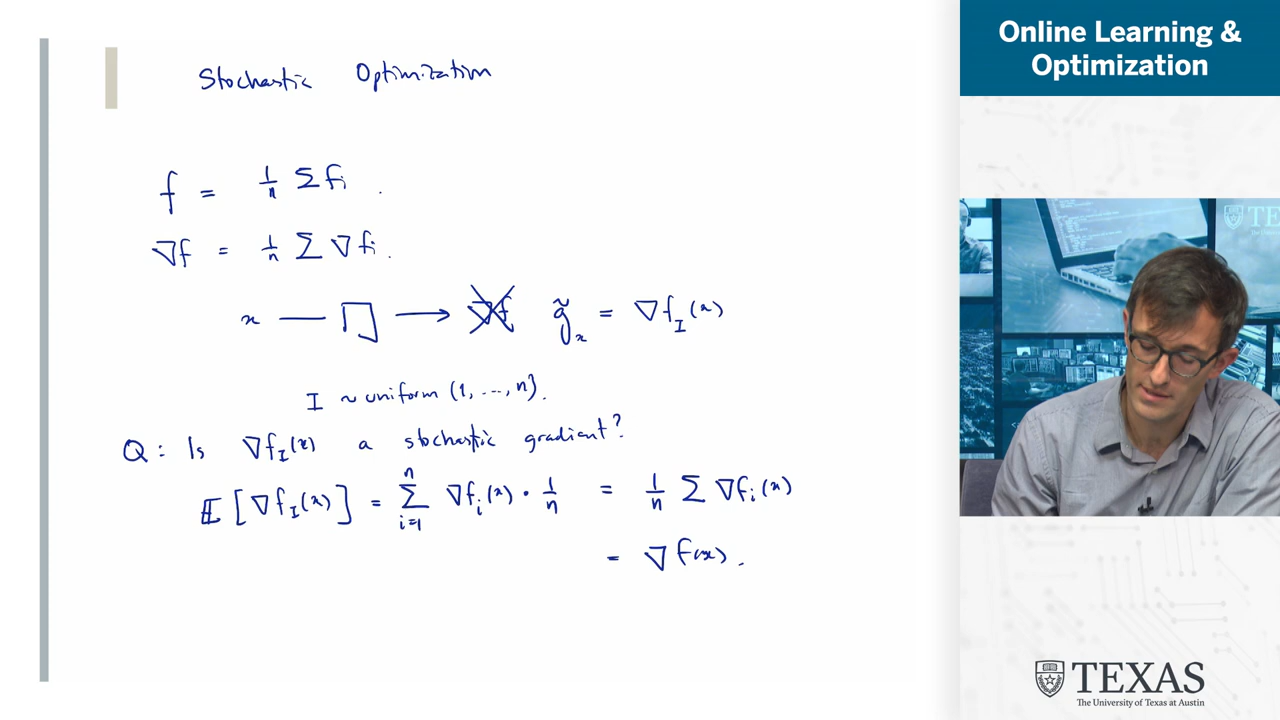 Stochastic Optimization
f = 1/n Σ fi .
∇f = 1/n Σ ∇fi .
x — □ → ∇f g̃x = ∇fI(x)
I ~ uniform (1, ..., n).
Q: Is ∇fI(x) a stochastic gradient?
E[∇fI(x)] = Σ_{i=1}^{n} ∇fi(x) · 1/n = 1/n Σ ∇fi(x)
= ∇f(x).
Online Learning &
Optimization
TE
TEXAS
The University of Texas at Austin